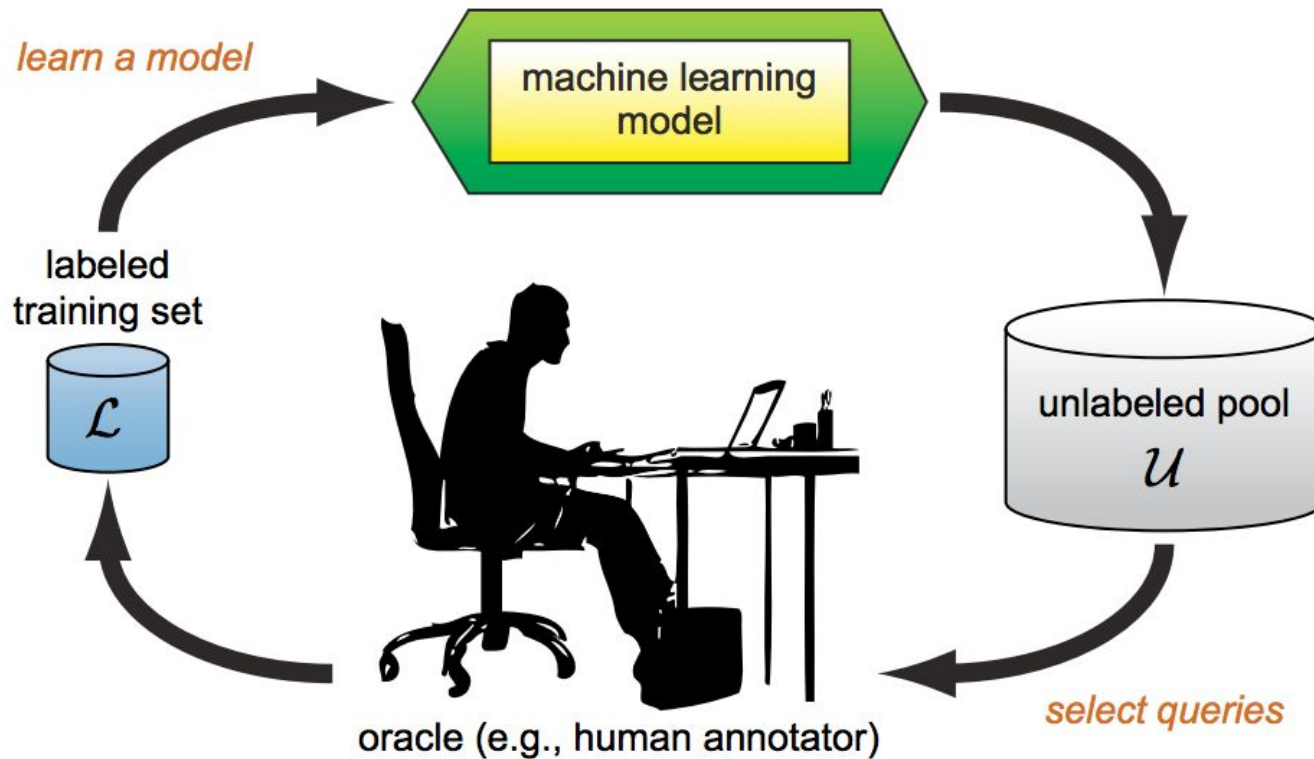 learn a model
machine learning
model
labeled
training set
ℒ
unlabeled pool
𝒰
select queries
oracle (e.g., human annotator)